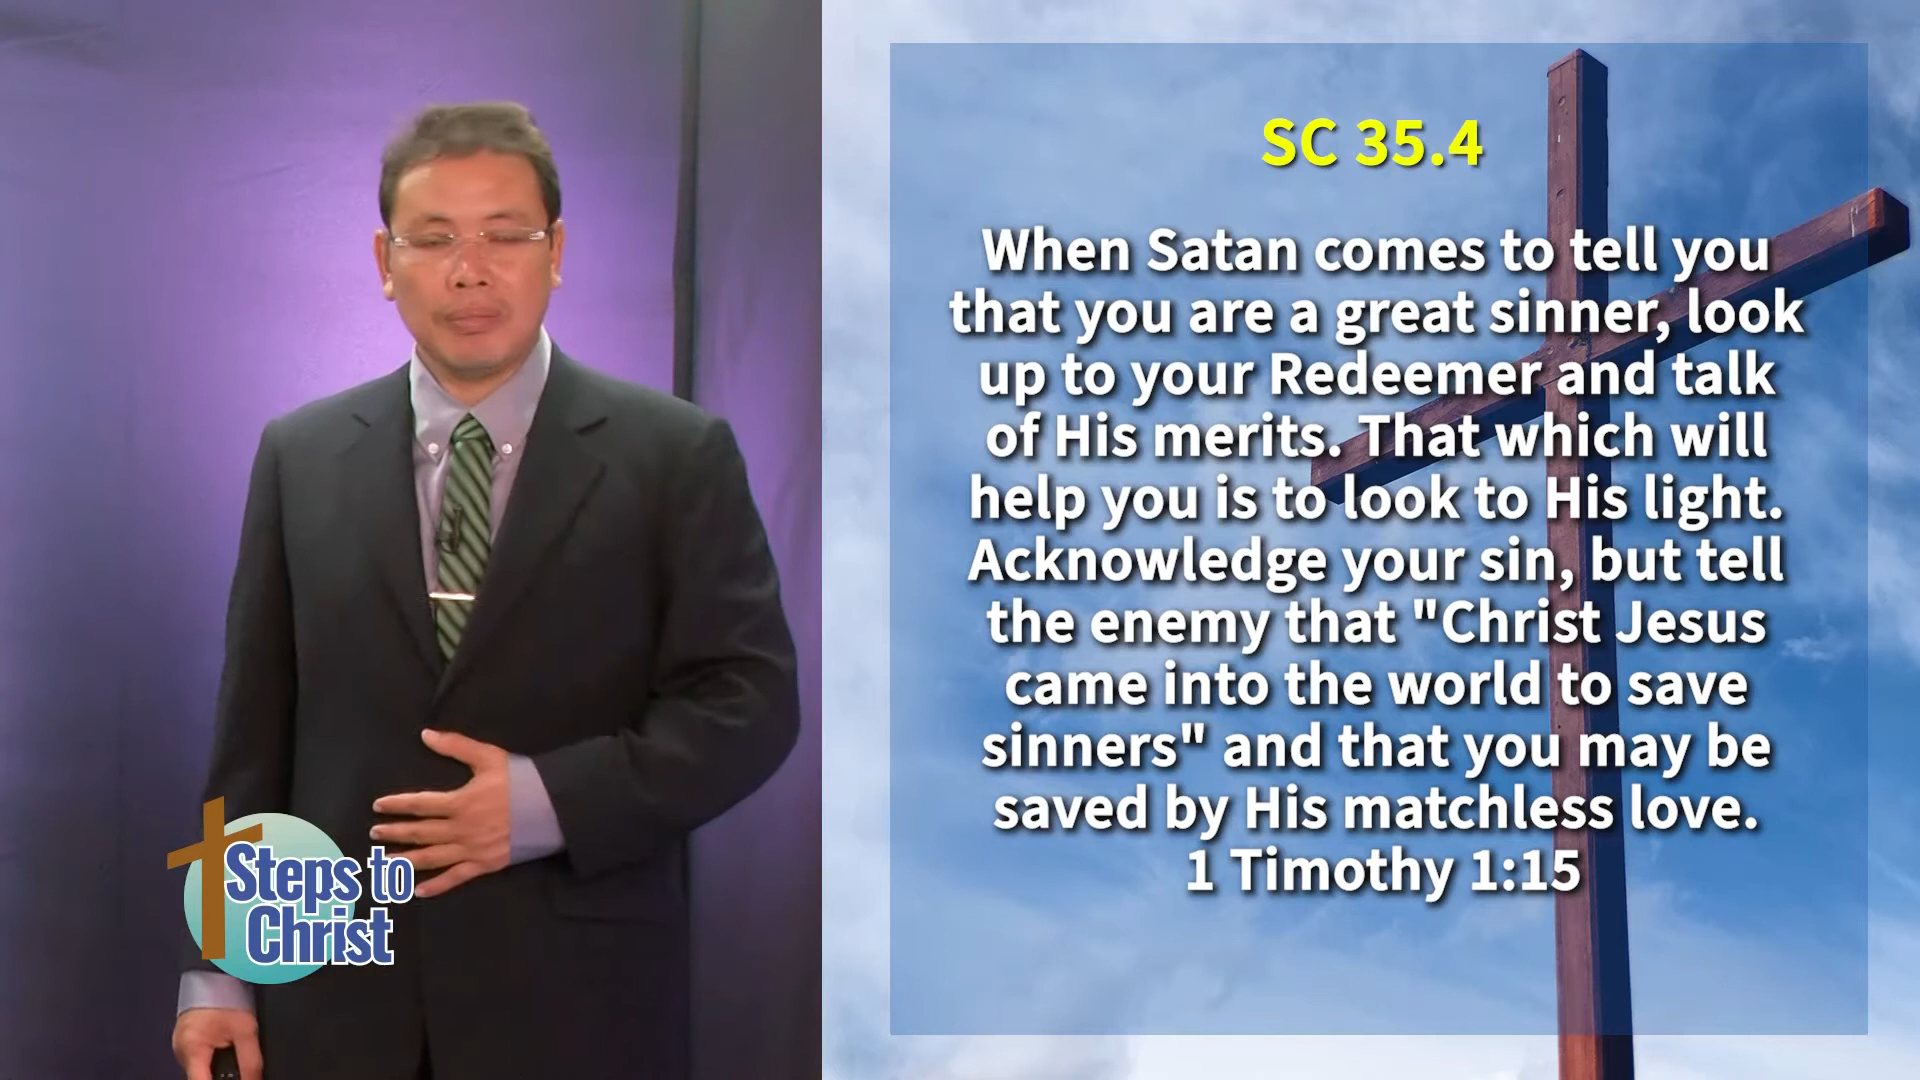 SC 35.4
When Satan comes to tell you
that you are a great sinner, look
up to your Redeemer and talk
of His merits. That which will
help you is to look to His light.
Acknowledge your sin, but tell
the enemy that "Christ Jesus
came into the world to save
sinners" and that you may be
saved by His matchless love.
1 Timothy 1:15
Steps to
Christ